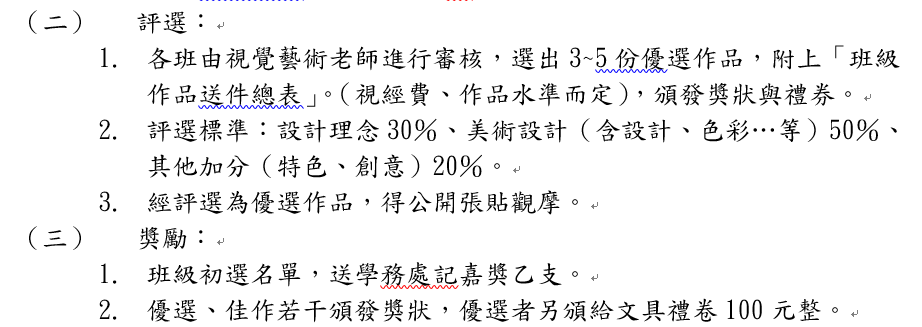 （二） 評選：
1. 各班由視覺藝術老師進行審核，選出 3~5 份優選作品，附上「班級
作品送件總表」。(視經費、作品水準而定)，頒發獎狀與禮券。
2. 評選標準：設計理念 30%、美術設計（含設計、色彩…等）50%、
其他加分（特色、創意）20%。
3. 經評選為優選作品，得公開張貼觀摩。
（三） 獎勵：
1. 班級初選名單，送學務處記嘉獎乙支。
2. 優選、佳作若干頒發獎狀，優選者另頒給文具禮卷 100 元整。